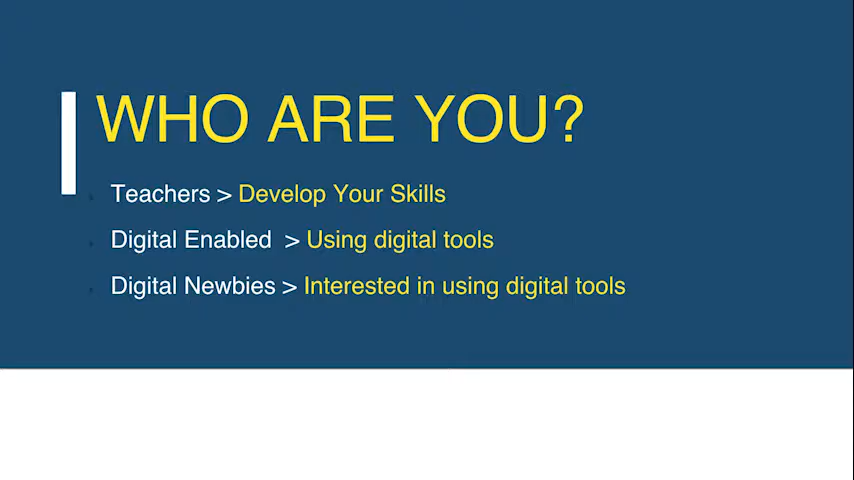 WHO ARE YOU?
Teachers > Develop Your Skills
Digital Enabled  > Using digital tools
Digital Newbies > Interested in using digital tools